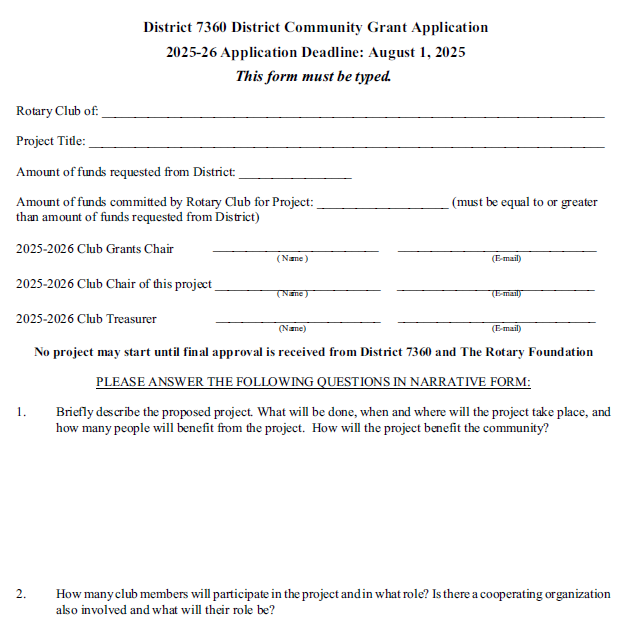 District 7360 District Community Grant Application
2025-26 Application Deadline: August 1, 2025
This form must be typed.
Rotary Club of:
Project Title:
Amount of funds requested from District:
Amount of funds committed by Rotary Club for Project: (must be equal to or greater
than amount of funds requested from District)
2025-2026 Club Grants Chair
( Name ) (E-mail)
2025-2026 Club Chair of this project
( Name ) (E-mail)
2025-2026 Club Treasurer
(Name) (E-mail)
No project may start until final approval is received from District 7360 and The Rotary Foundation
PLEASE ANSWER THE FOLLOWING QUESTIONS IN NARRATIVE FORM:
1. Briefly describe the proposed project. What will be done, when and where will the project take place, and
how many people will benefit from the project. How will the project benefit the community?
2. How many club members will participate in the project and in what role? Is there a cooperating organization
also involved and what will their role be?